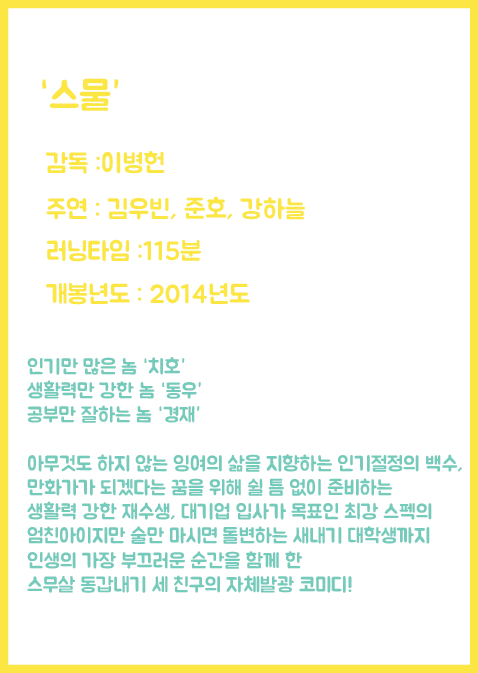 ‘스물’
감독 :이병헌
주연 : 김우빈, 준호, 강하늘
러닝타임 :115분
개봉년도 : 2014년도
인기만 많은 놈 ‘치호’
생활력만 강한 놈 ‘동우’
공부만 잘하는 놈 ‘경재’
아무것도 하지 않는 잉여의 삶을 지향하는 인기절정의 백수,
만화가가 되겠다는 꿈을 위해 쉴 틈 없이 준비하는
생활력 강한 재수생, 대기업 입사가 목표인 최강 스펙의
엄친아이지만 술만 마시면 돌변하는 새내기 대학생까지
인생의 가장 부끄러운 순간을 함께 한
스무살 동갑내기 세 친구의 자체발광 코미디!